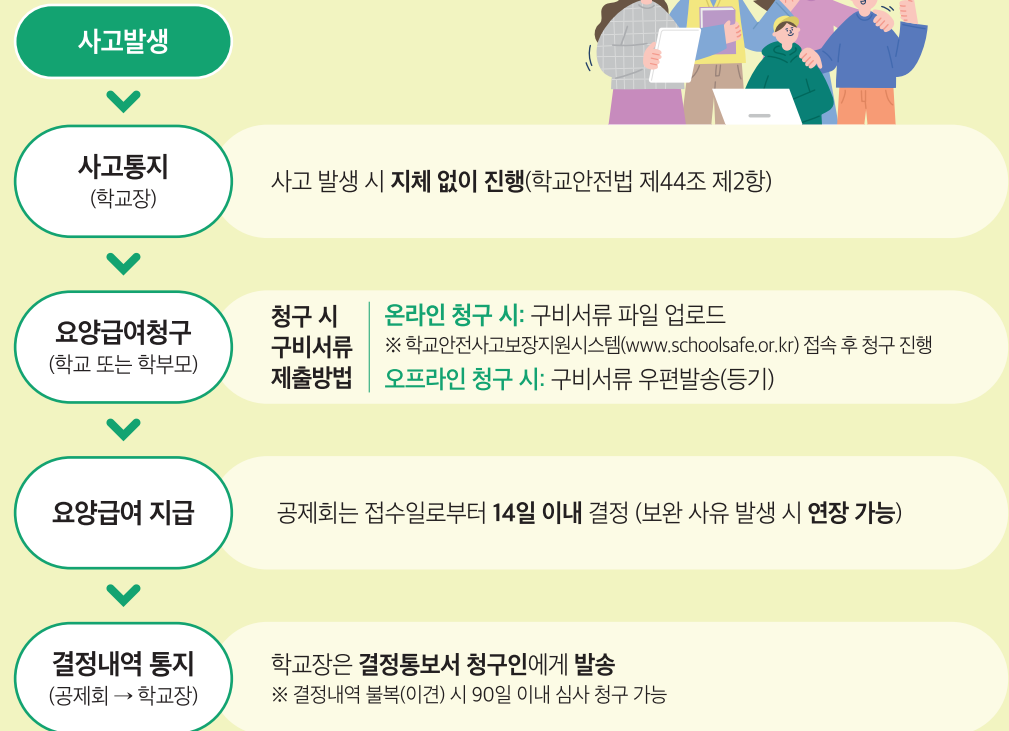 사고발생
사고통지
(학교장)
사고 발생 시 지체 없이 진행(학교안전법 제44조 제2항)
요양급여청구
(학교 또는 학부모)
청구 시
구비서류
제출방법
온라인 청구 시: 구비서류 파일 업로드
※ 학교안전사고보장지원시스템(www.schoolsafe.or.kr) 접속 후 청구 진행
오프라인 청구 시: 구비서류 우편발송(등기)
요양급여 지급
공제회는 접수일로부터 14일 이내 결정 (보완 사유 발생 시 연장 가능)
결정내역 통지
(공제회 → 학교장)
학교장은 결정통보서 청구인에게 발송
※ 결정내역 불복(이견) 시 90일 이내 심사 청구 가능